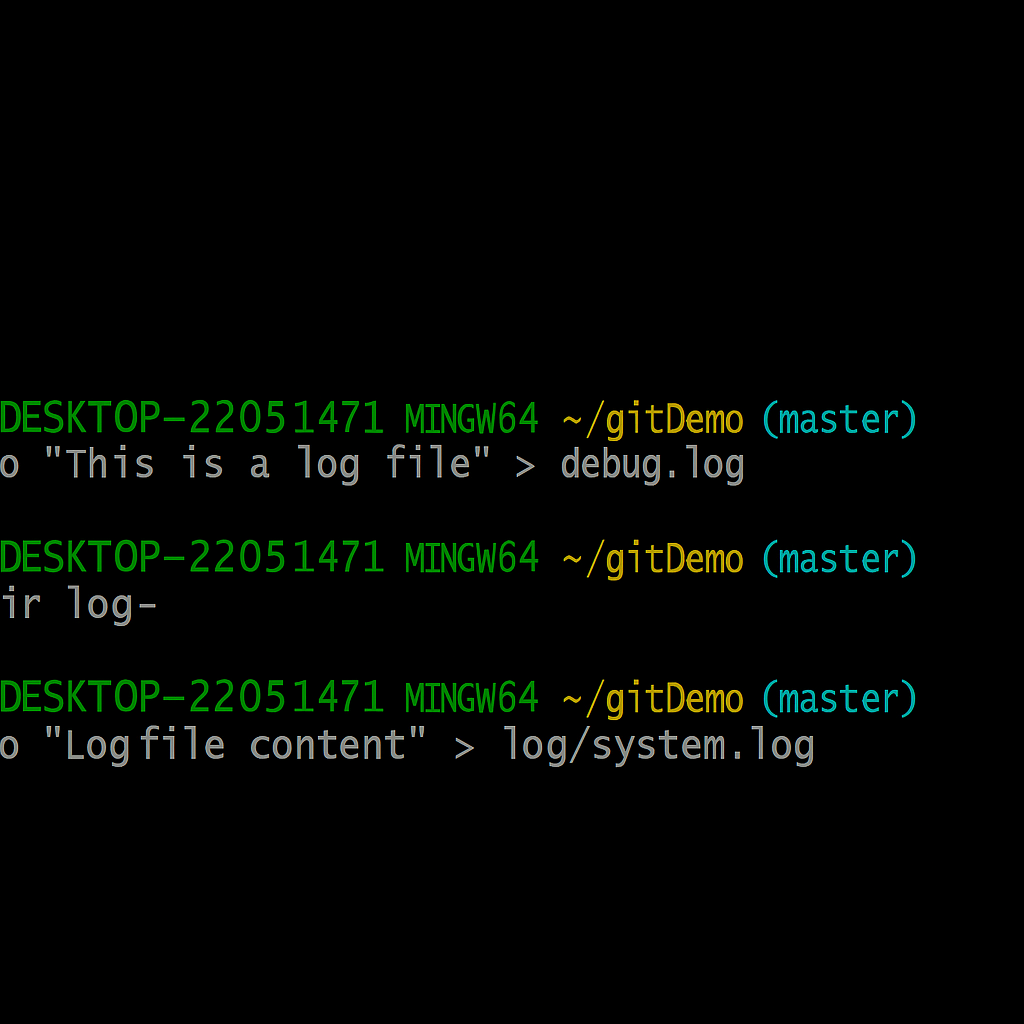 DESKTOP-22051471 MINGW64 ~/gitDemo (master)
o "This is a log file" > debug.log
DESKTOP-22051471 MINGW64 ~/gitDemo (master)
ir log-
DESKTOP-22051471 MINGW64 ~/gitDemo (master)
o "Logfile content" > log/system.log